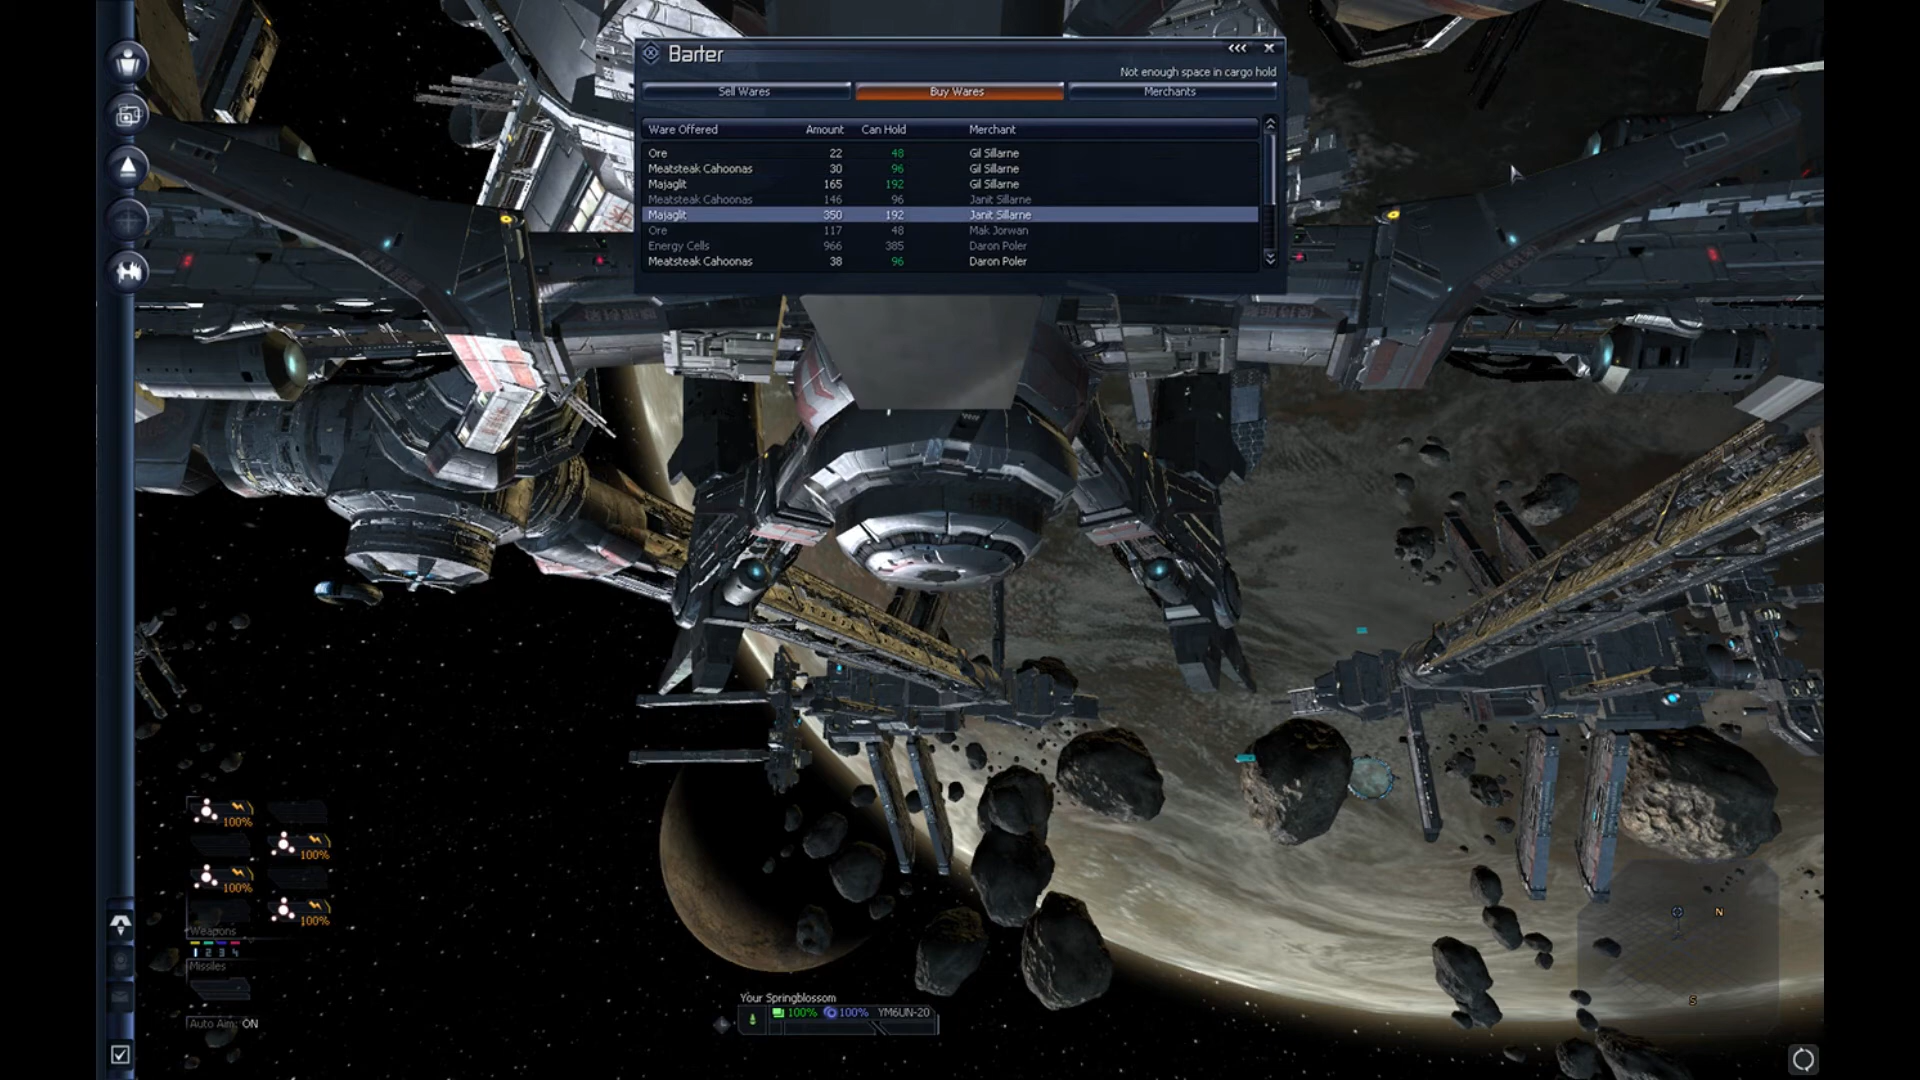 Barter
Not enough space in cargo hold
Sell Wares Buy Wares Merchants
Ware Offered Amount Can Hold Merchant
Ore 22 48 Gil Sillarne
Meatsteak Cahoonas 30 96 Gil Sillarne
Majaglit 165 192 Gil Sillarne
Meatsteak Cahoonas 146 96 Janit Sillarne
Majaglit 350 192 Janit Sillarne
Ore 117 48 Mak Jorwan
Energy Cells 966 385 Daron Poler
Meatsteak Cahoonas 38 96 Daron Poler
100%
100%
100%
100%
Weapons
1 2 3 4
Missiles
Auto Aim: ON
Your Springblossom
100% 100% YM6UN-20
N
S